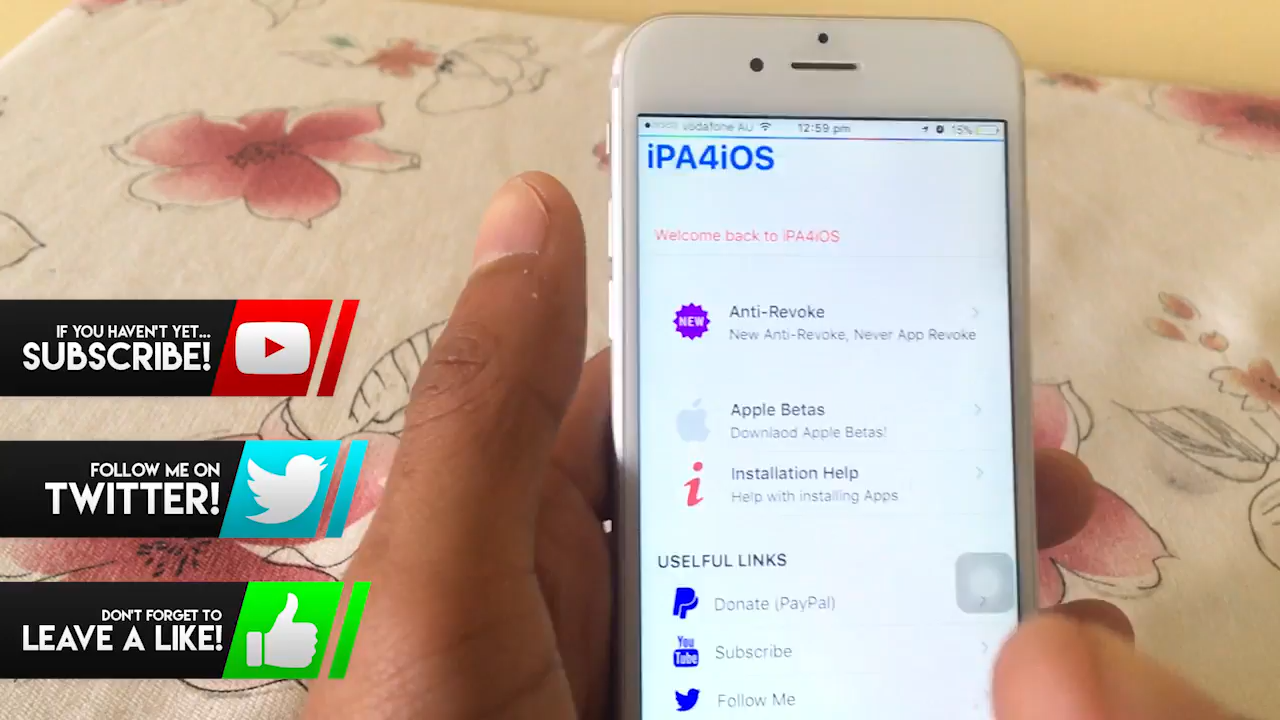 IF YOU HAVEN'T YET...
SUBSCRIBE!
FOLLOW ME ON
TWITTER!
DON'T FORGET TO
LEAVE A LIKE!
vodafone AU 12:59 pm 15%
iPA4iOS
Welcome back to iPA4iOS
NEW
Anti-Revoke
New Anti-Revoke, Never App Revoke
Apple Betas
Downlaod Apple Betas!
Installation Help
Help with installing Apps
USELFUL LINKS
Donate (PayPal)
You
Tube
Subscribe
Follow Me